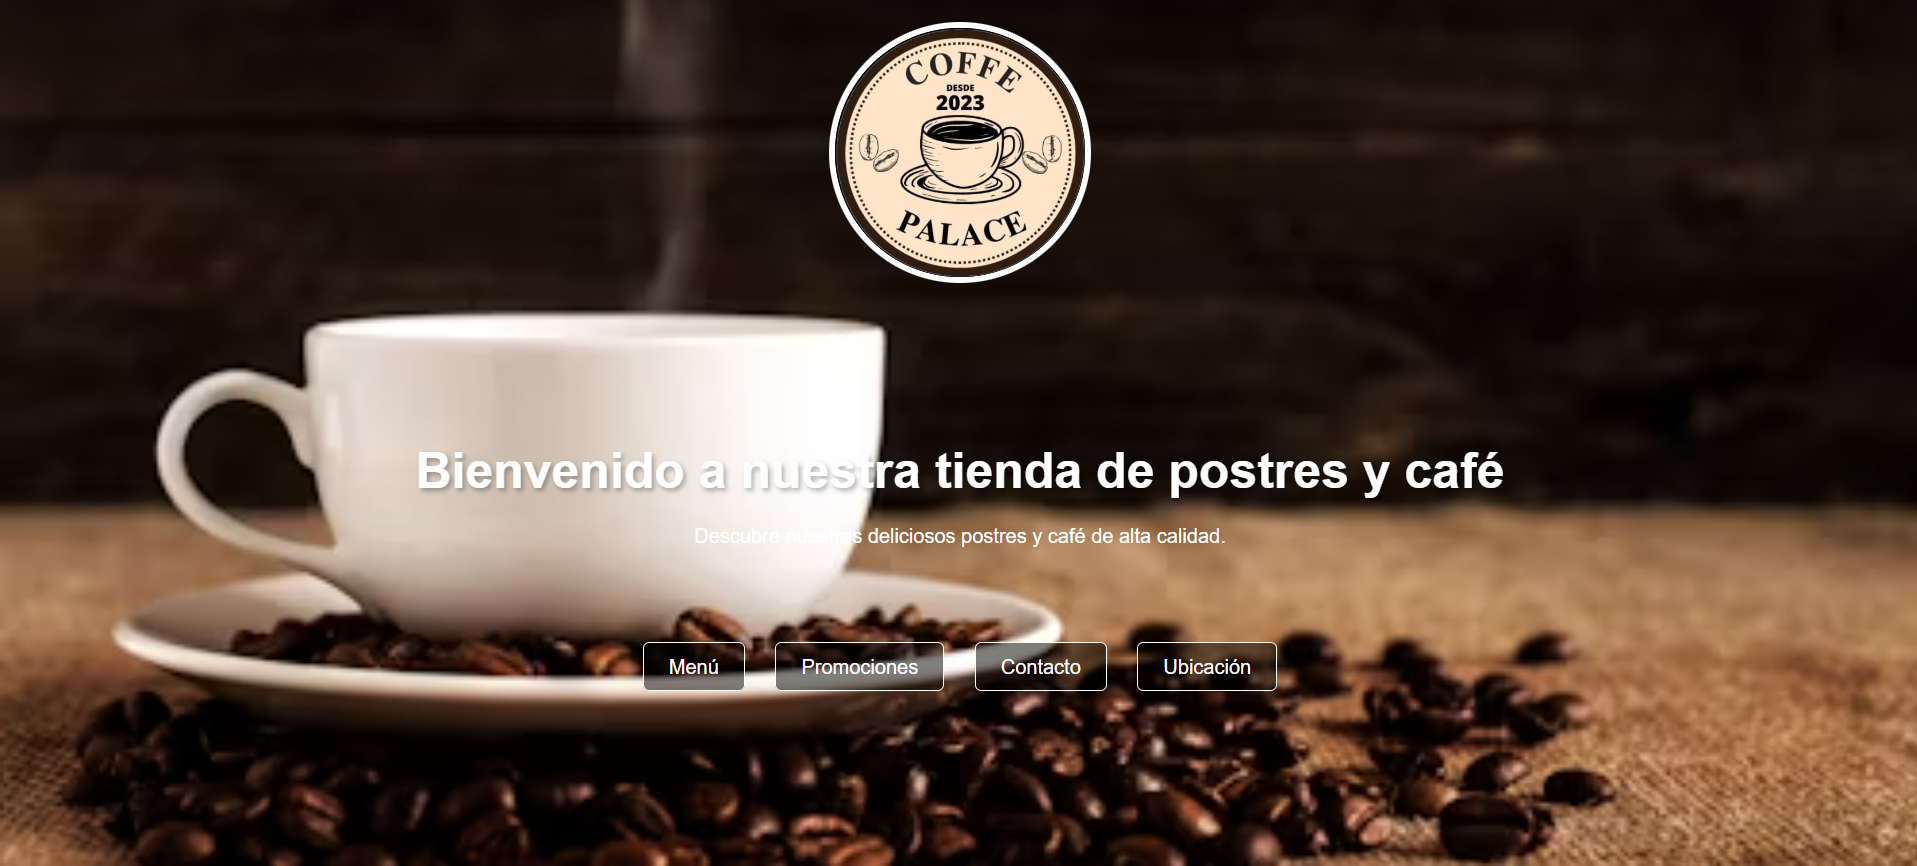 COFFE
DESDE
2023
PALACE
Bienvenido a nuestra tienda de postres y café
Descubre nuestros deliciosos postres y café de alta calidad.
Menú
Promociones
Contacto
Ubicación